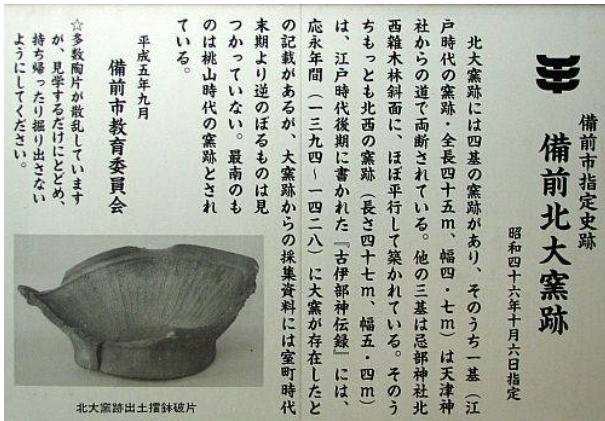 備前市指定史跡
備前北大窯跡
昭和四十六年十月六日指定
北大窯跡には四基の窯跡があり、そのうち一基（江
戸時代の窯跡・全長四十五m、幅四・七m）は天津神
社からの道で両断されている。他の三基は忌部神社北
西雑木林斜面に、ほぼ平行して築かれている。そのう
ちもっとも北西の窯跡（長さ四十七m、幅五・四m）
は、江戸時代後期に書かれた『古伊部神伝録』には、
応永年間（一三九四〜一四二八）に大窯が存在したと
の記載があるが、大窯跡からの採集資料には室町時代
末期より逆のぼるものは見
つかっていない。最南のも
のは桃山時代の窯跡とされ
ている。
平成五年九月
備前市教育委員会
☆多数陶片が散乱しています
が、見学するだけにとどめ、
持ち帰ったり掘り出さない
ようにしてください。
北大窯跡出土擂鉢破片